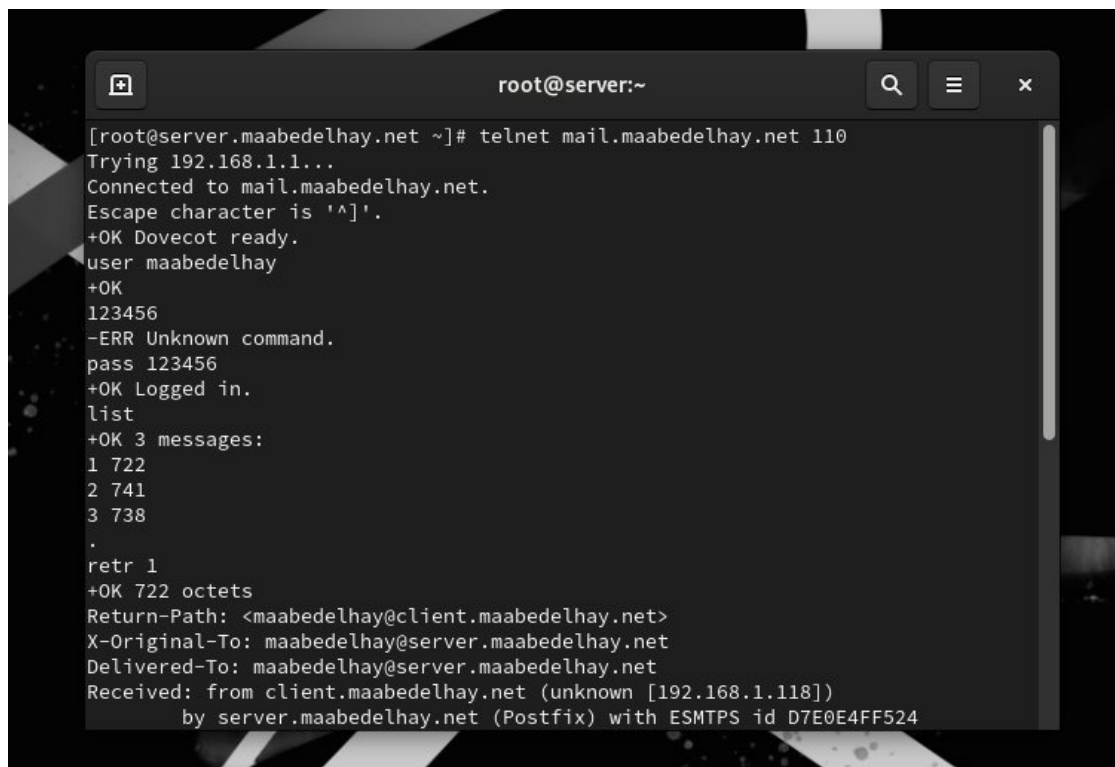 root@server:~
[root@server.maabedelhay.net ~]# telnet mail.maabedelhay.net 110
Trying 192.168.1.1...
Connected to mail.maabedelhay.net.
Escape character is '^]'.
+OK Dovecot ready.
user maabedelhay
+OK
123456
-ERR Unknown command.
pass 123456
+OK Logged in.
list
+OK 3 messages:
1 722
2 741
3 738
.
retr 1
+OK 722 octets
Return-Path: <maabedelhay@client.maabedelhay.net>
X-Original-To: maabedelhay@server.maabedelhay.net
Delivered-To: maabedelhay@server.maabedelhay.net
Received: from client.maabedelhay.net (unknown [192.168.1.118])
        by server.maabedelhay.net (Postfix) with ESMTPS id D7E0E4FF524